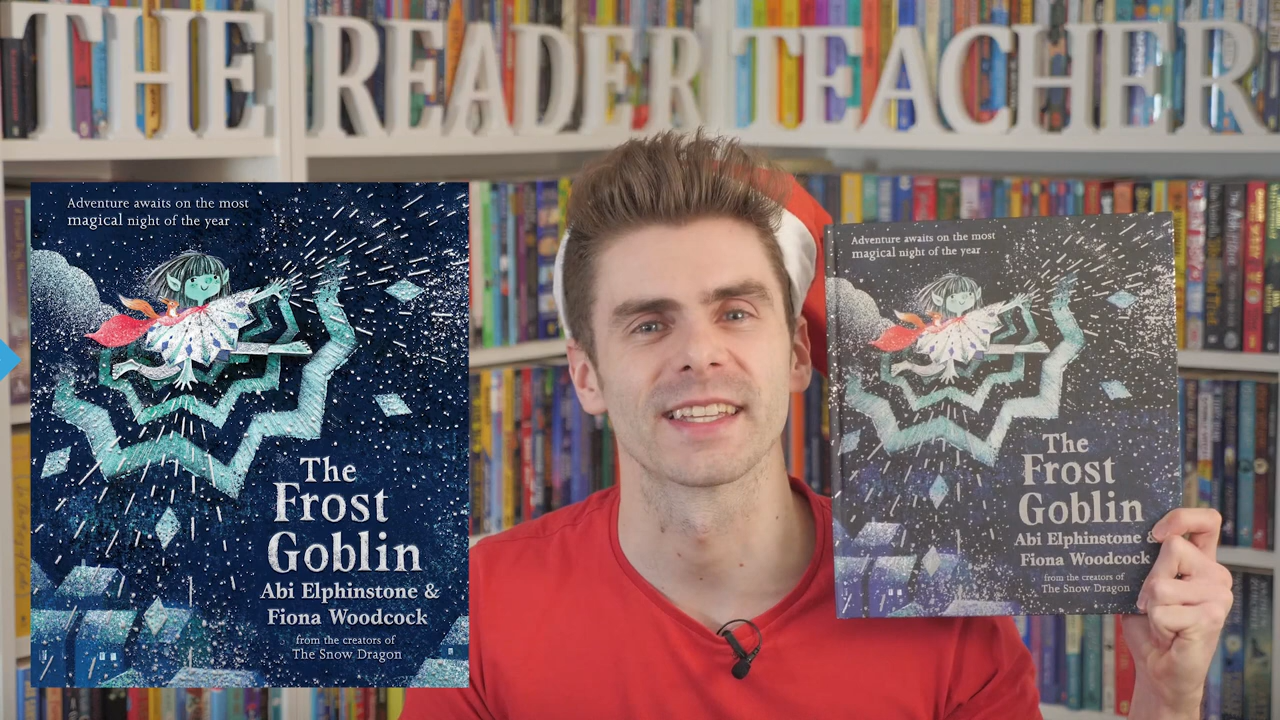 THE READER TEACHER
Adventure awaits on the most
magical night of the year
The
Frost
Goblin
Abi Elphinstone &
Fiona Woodcock
from the creators of
The Snow Dragon
Adventure awaits on the most
magical night of the year
The
Frost
Goblin
Abi Elphinstone &
Fiona Woodcock
from the creators of
The Snow Dragon